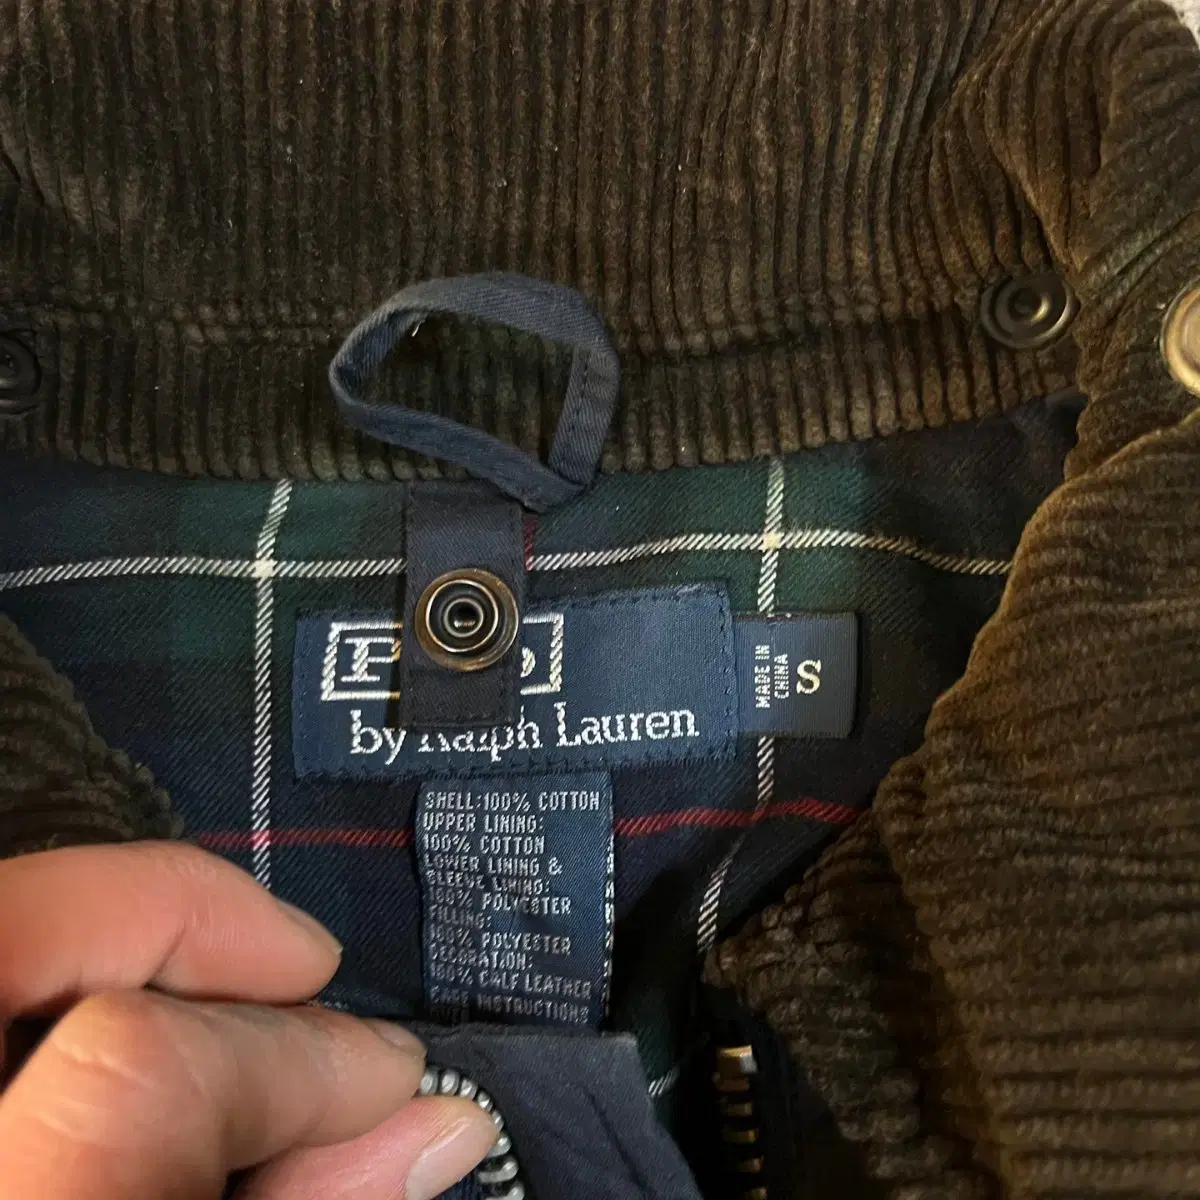 P o
by Ralph Lauren
MADE IN
CHINA
S
SHELL:100% COTTON
UPPER LINING:
100% COTTON
LOWER LINING &
SLEEVE LINING:
100% POLYESTER
FILLING:
100% POLYESTER
DECORATION:
100% CALF LEATHER
CARE INSTRUCTIONS